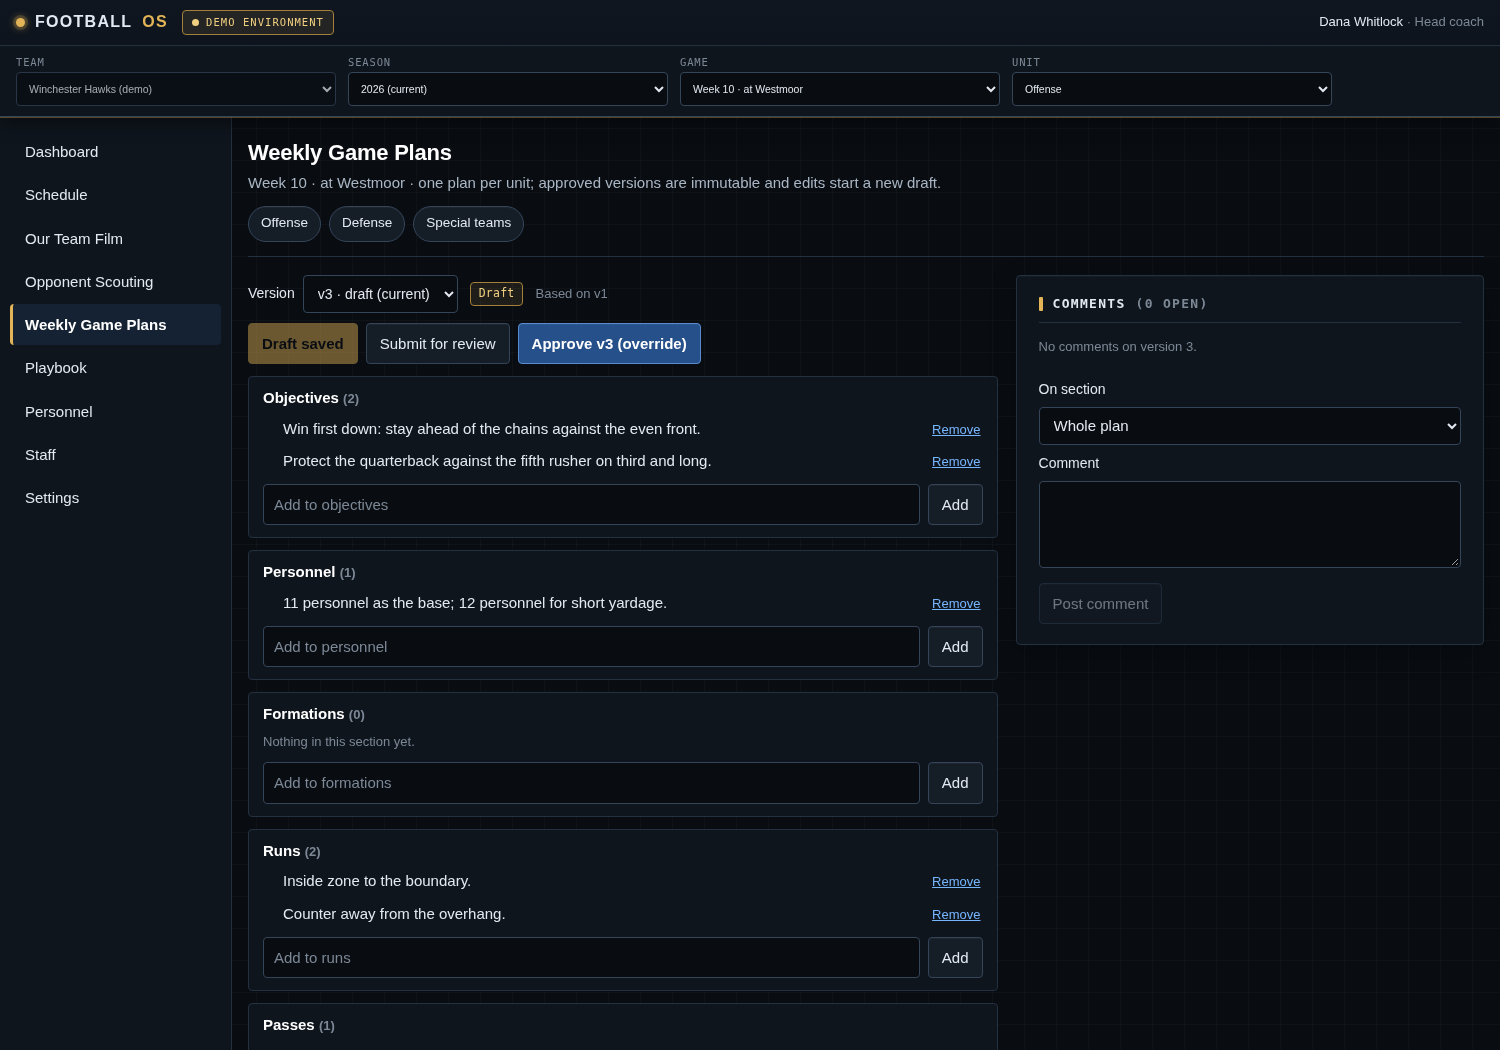 FOOTBALL OS
DEMO ENVIRONMENT
Dana Whitlock · Head coach
TEAM
Winchester Hawks (demo)
SEASON
2026 (current)
GAME
Week 10 · at Westmoor
UNIT
Offense
Dashboard
Schedule
Our Team Film
Opponent Scouting
Weekly Game Plans
Playbook
Personnel
Staff
Settings
Weekly Game Plans
Week 10 · at Westmoor · one plan per unit; approved versions are immutable and edits start a new draft.
Offense
Defense
Special teams
Version
v3 · draft (current)
Draft
Based on v1
Draft saved
Submit for review
Approve v3 (override)
Objectives (2)
Win first down: stay ahead of the chains against the even front.
Remove
Protect the quarterback against the fifth rusher on third and long.
Remove
Add to objectives
Add
Personnel (1)
11 personnel as the base; 12 personnel for short yardage.
Remove
Add to personnel
Add
Formations (0)
Nothing in this section yet.
Add to formations
Add
Runs (2)
Inside zone to the boundary.
Remove
Counter away from the overhang.
Remove
Add to runs
Add
Passes (1)
COMMENTS (0 OPEN)
No comments on version 3.
On section
Whole plan
Comment
Post comment